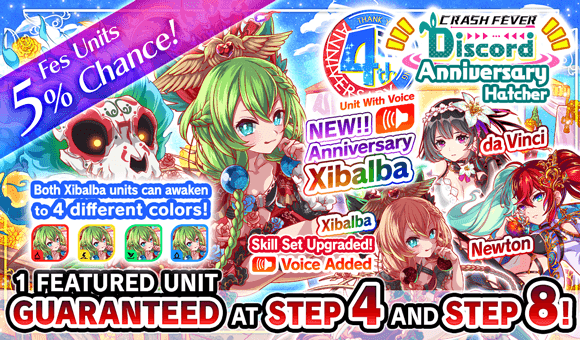 Fes Units
5% Chance!
THANK
4th
ANNIVERSARY
CRASH FEVER
Discord
Anniversary
Hatcher
Unit With Voice
NEW!!
Anniversary
Xibalba
da Vinci
Both Xibalba units can awaken
to 4 different colors!
Xibalba
Skill Set Upgraded!
Voice Added
Newton
1 FEATURED UNIT
GUARANTEED AT STEP 4 AND STEP 8!